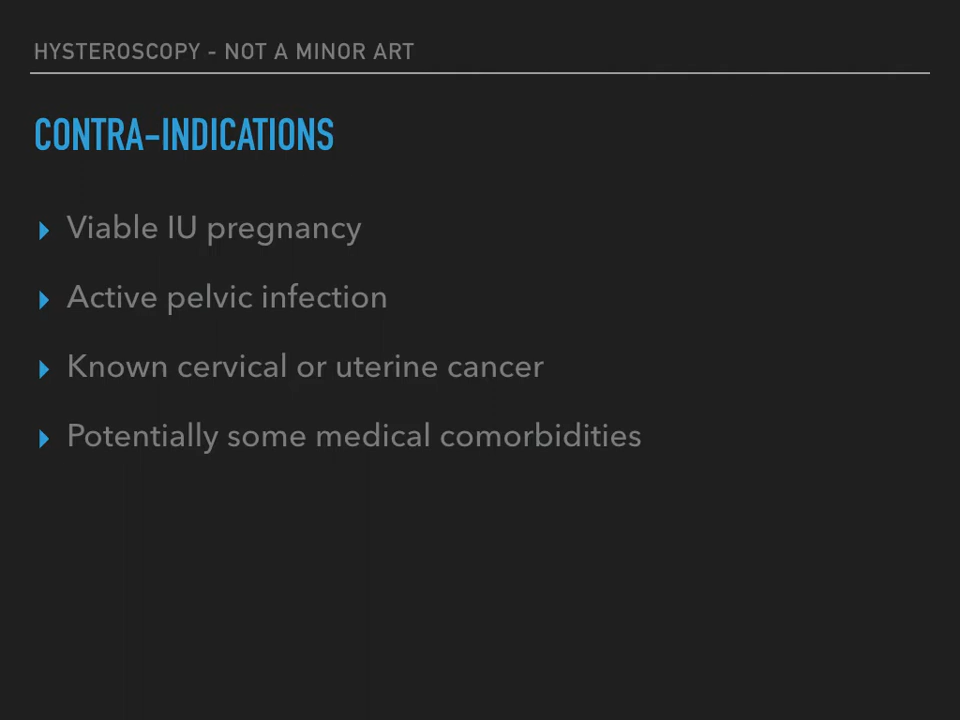 HYSTEROSCOPY - NOT A MINOR ART
CONTRA-INDICATIONS
Viable IU pregnancy
Active pelvic infection
Known cervical or uterine cancer
Potentially some medical comorbidities